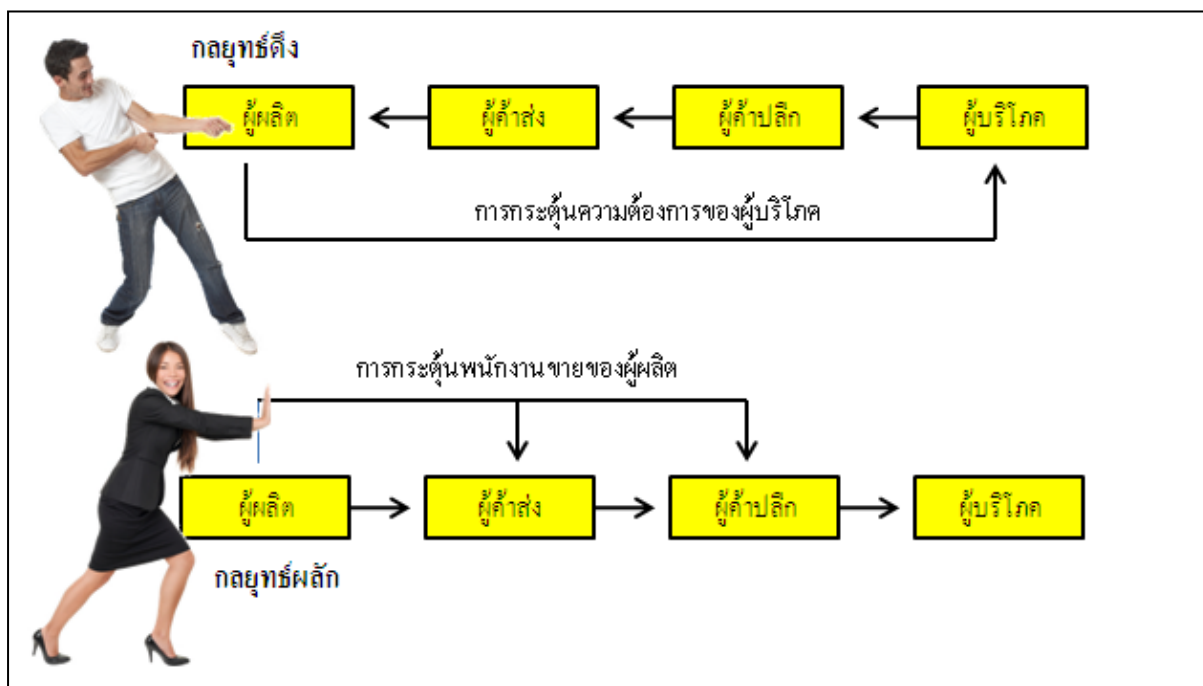 กลยุทธ์ดึง
ผู้ผลิต ผู้ค้าส่ง ผู้ค้าปลีก ผู้บริโภค
การกระตุ้นความต้องการของผู้บริโภค
การกระตุ้นพนักงานขายของผู้ผลิต
ผู้ผลิต ผู้ค้าส่ง ผู้ค้าปลีก ผู้บริโภค
กลยุทธ์ผลัก